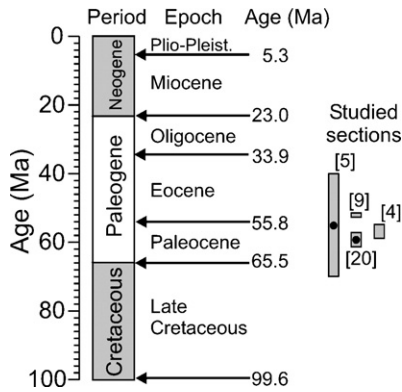 Period Epoch Age (Ma)
0
20
40
60
80
100
Age (Ma)
Neogene
Paleogene
Cretaceous
Plio-Pleist.
5.3
Miocene
23.0
Oligocene
33.9
Eocene
55.8
Paleocene
65.5
Late
Cretaceous
99.6
Studied
sections
[5]
[9]
[4]
[20]